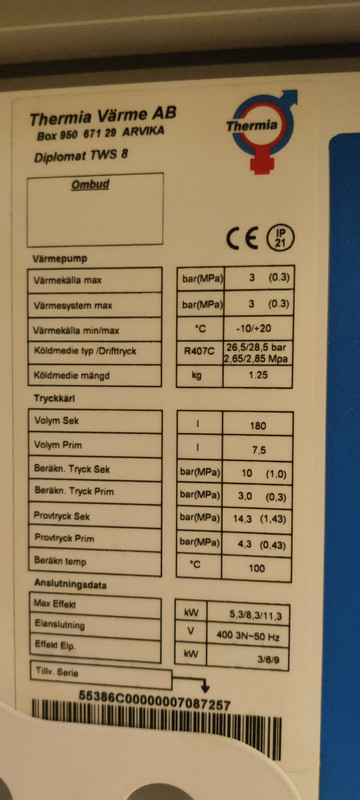 Thermia Värme AB
Box 950 671 29 ARVIKA
Diplomat TWS 8
Thermia
Ombud
CE IP 21
Värmepump
Värmekälla max bar(MPa) 3 (0.3)
Värmesystem max bar(MPa) 3 (0.3)
Värmekälla min/max °C -10/+20
Köldmedie typ /Drifttryck R407C 26,5/28,5 bar
2,65/2,85 Mpa
Köldmedie mängd kg 1.25
Tryckkärl
Volym Sek l 180
Volym Prim l 7,5
Beräkn. Tryck Sek bar(MPa) 10 (1,0)
Beräkn. Tryck Prim bar(MPa) 3,0 (0,3)
Provtryck Sek bar(MPa) 14,3 (1,43)
Provtryck Prim bar(MPa) 4,3 (0,43)
Beräkn temp °C 100
Anslutningsdata
Max Effekt kW 5,3/8,3/11,3
Elanslutning V 400 3N~50 Hz
Effekt Elp. kW 3/6/9
Tillv. Serie
55386C00000007087257